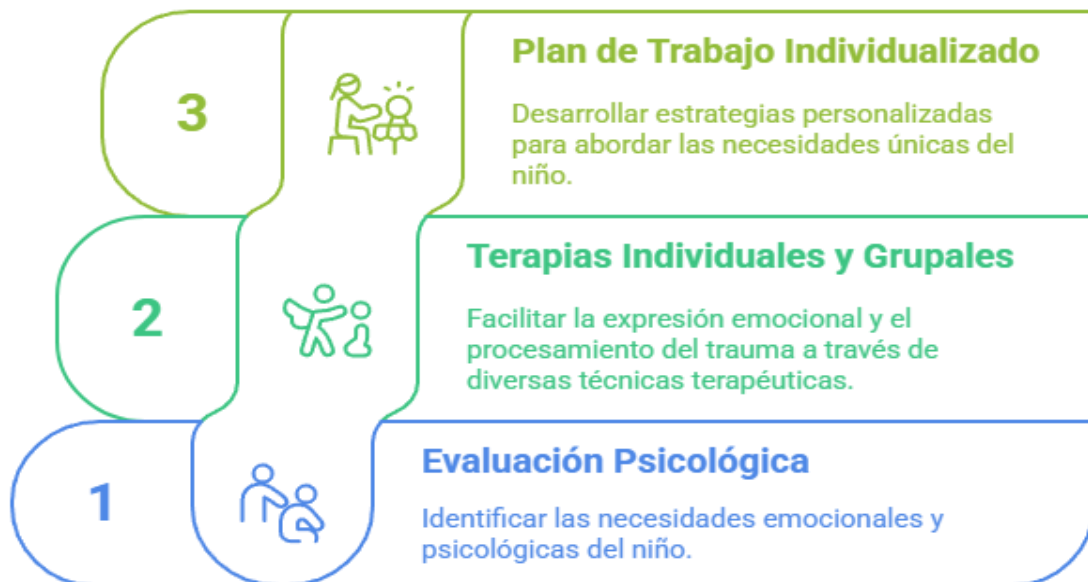 3
Plan de Trabajo Individualizado
Desarrollar estrategias personalizadas
para abordar las necesidades únicas del
niño.
2
Terapias Individuales y Grupales
Facilitar la expresión emocional y el
procesamiento del trauma a través de
diversas técnicas terapéuticas.
1
Evaluación Psicológica
Identificar las necesidades emocionales y
psicológicas del niño.